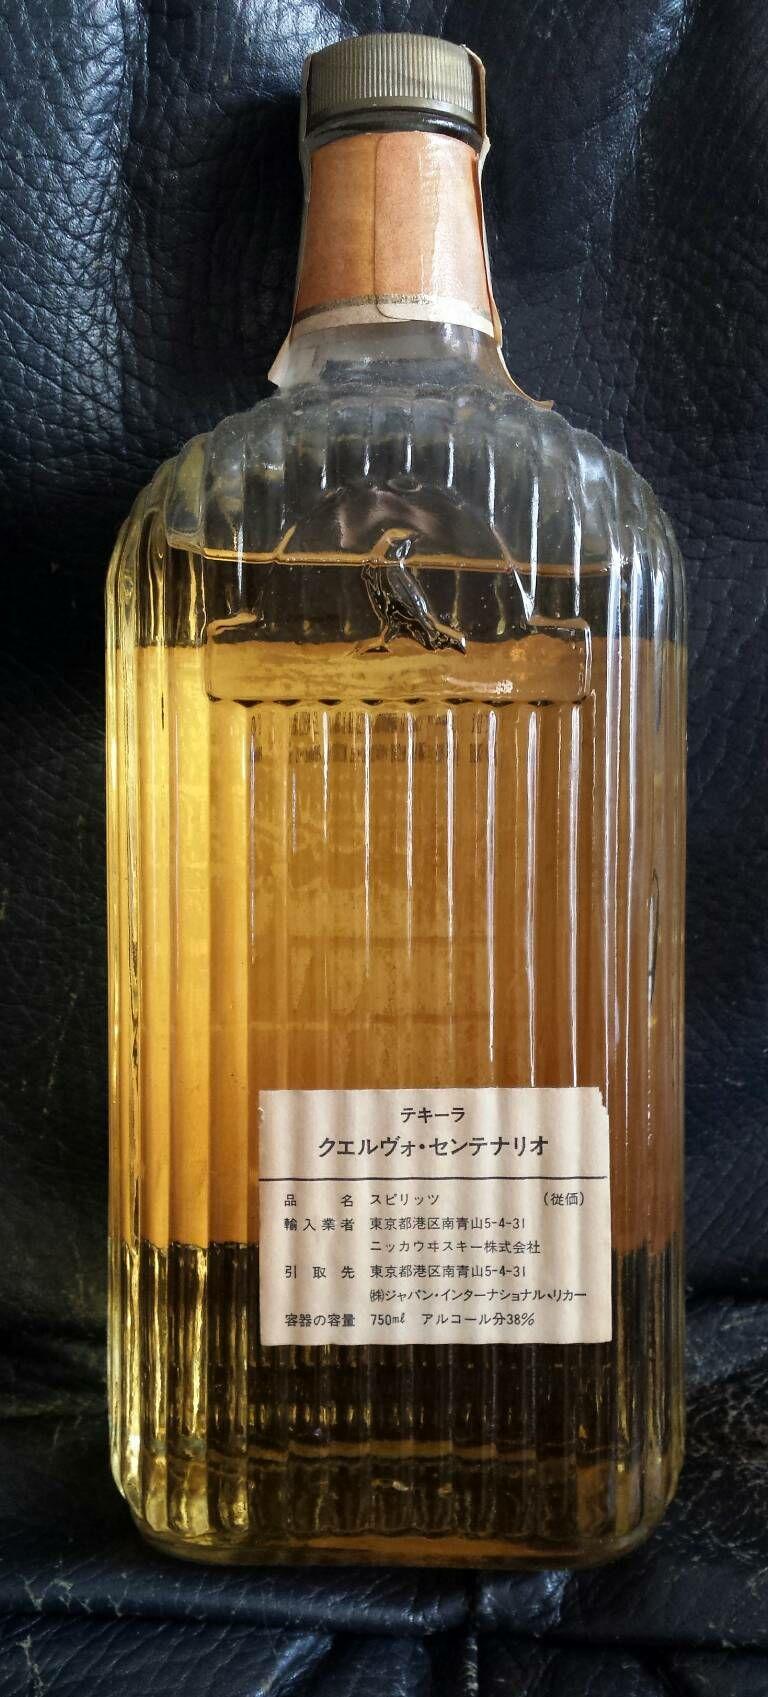 テキーラ
クエルヴォ・センテナリオ
品名 スピリッツ (従価)
輸入業者 東京都港区南青山5-4-31
ニッカウヰスキー株式会社
引取先 東京都港区南青山5-4-31
㈱ジャパン・インターナショナル・リカー
容器の容量 750㎖ アルコール分38%